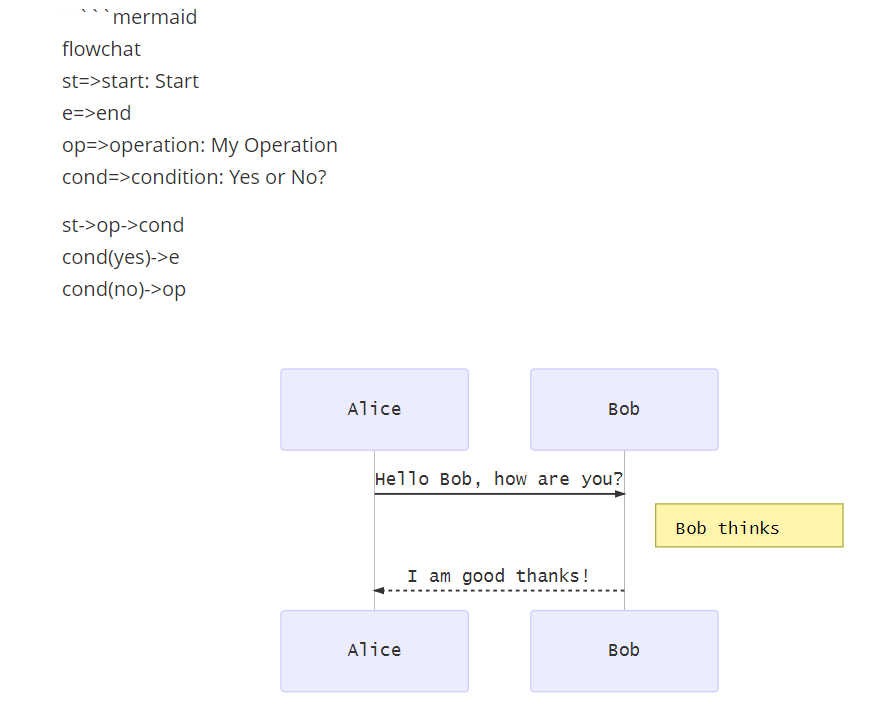 ```mermaid
flowchat
st=>start: Start
e=>end
op=>operation: My Operation
cond=>condition: Yes or No?
st->op->cond
cond(yes)->e
cond(no)->op
Alice
Bob
Hello Bob, how are you?
Bob thinks
I am good thanks!
Alice
Bob